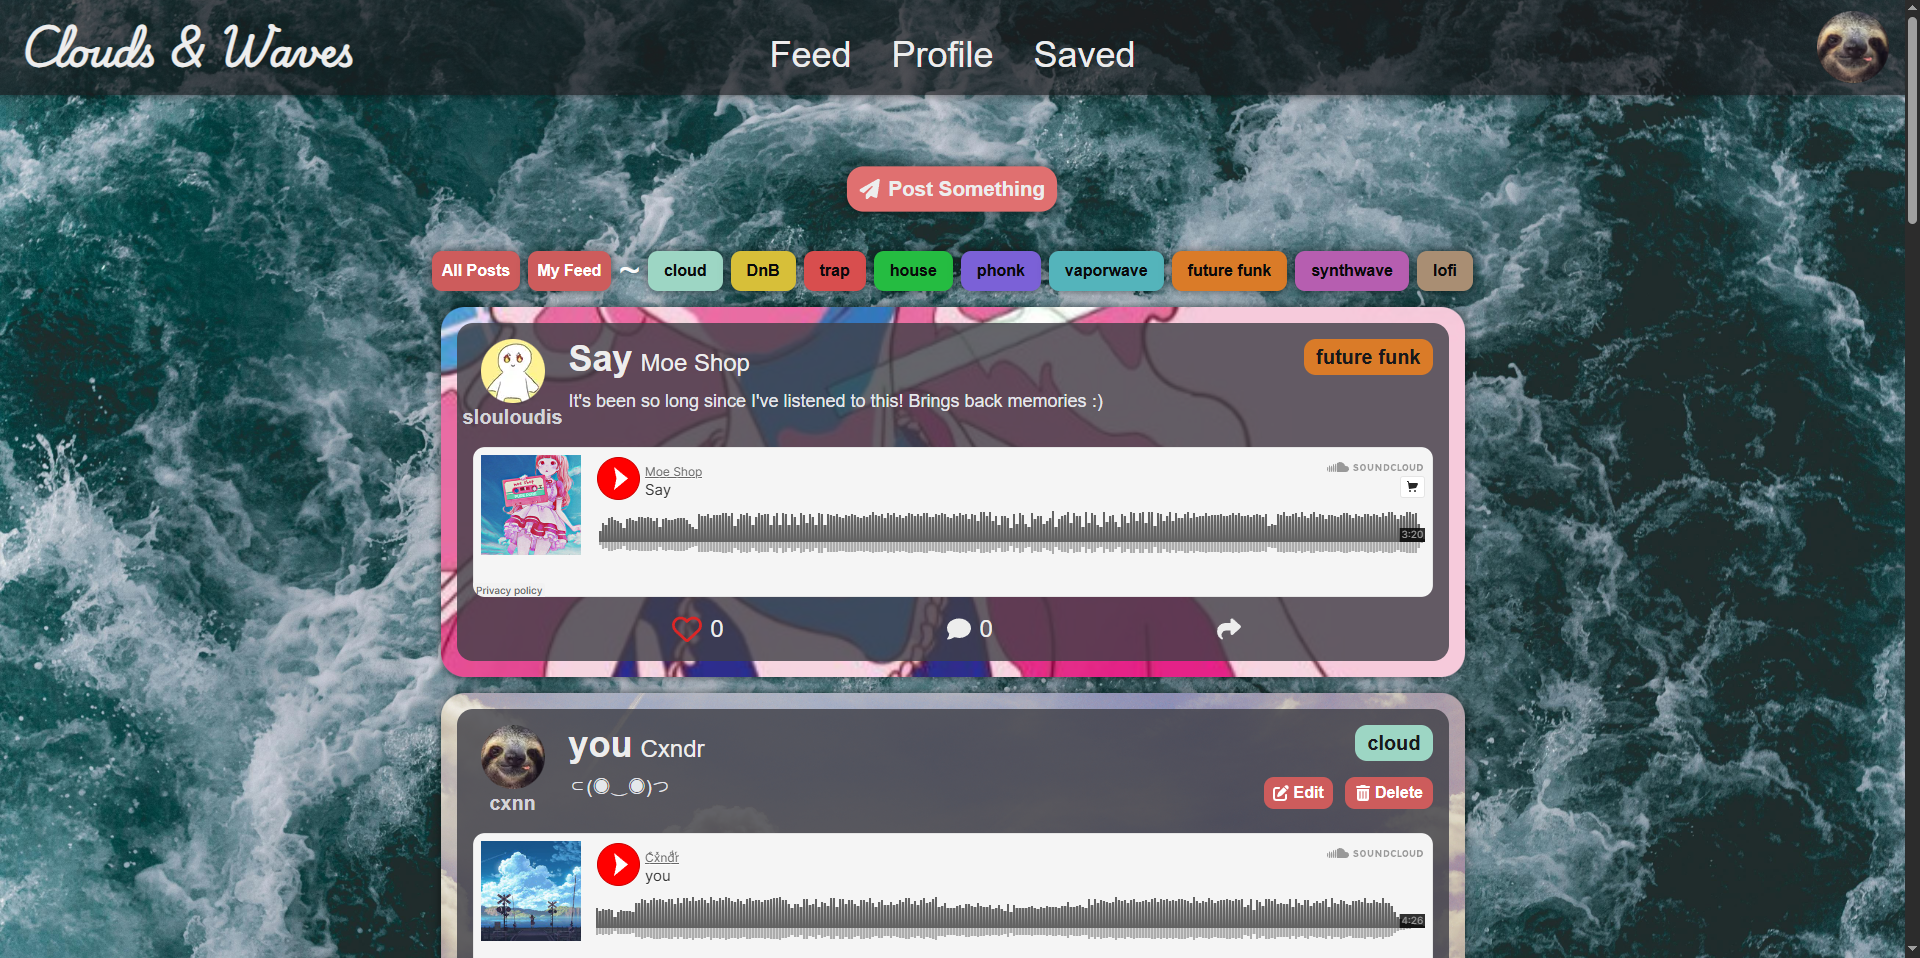 Clouds & Waves
Feed Profile Saved
Post Something
All Posts My Feed ~ cloud DnB trap house phonk vaporwave future funk synthwave lofi
Say Moe Shop
future funk
It's been so long since I've listened to this! Brings back memories :)
slouloudis
Moe Shop
SOUNDCLOUD
Say
3:20
Privacy policy
0 0
you Cxndr
cloud
⊂(◉‿◉)つ
Edit Delete
cxnn
SOUNDCLOUD
you
4:26